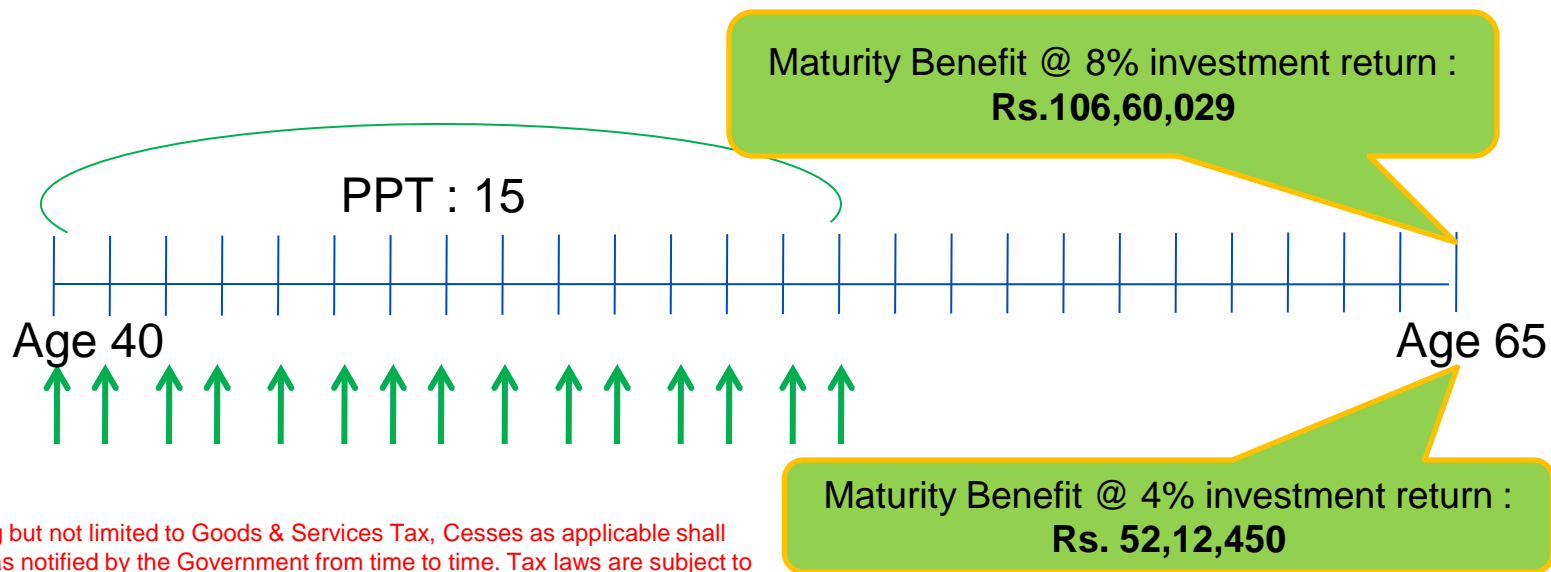 Maturity Benefit @ 8% investment return :
Rs.106,60,029
PPT : 15
Age 40
Age 65
Maturity Benefit @ 4% investment return :
Rs. 52,12,450
but not limited to Goods & Services Tax, Cesses as applicable shall
as notified by the Government from time to time. Tax laws are subject to